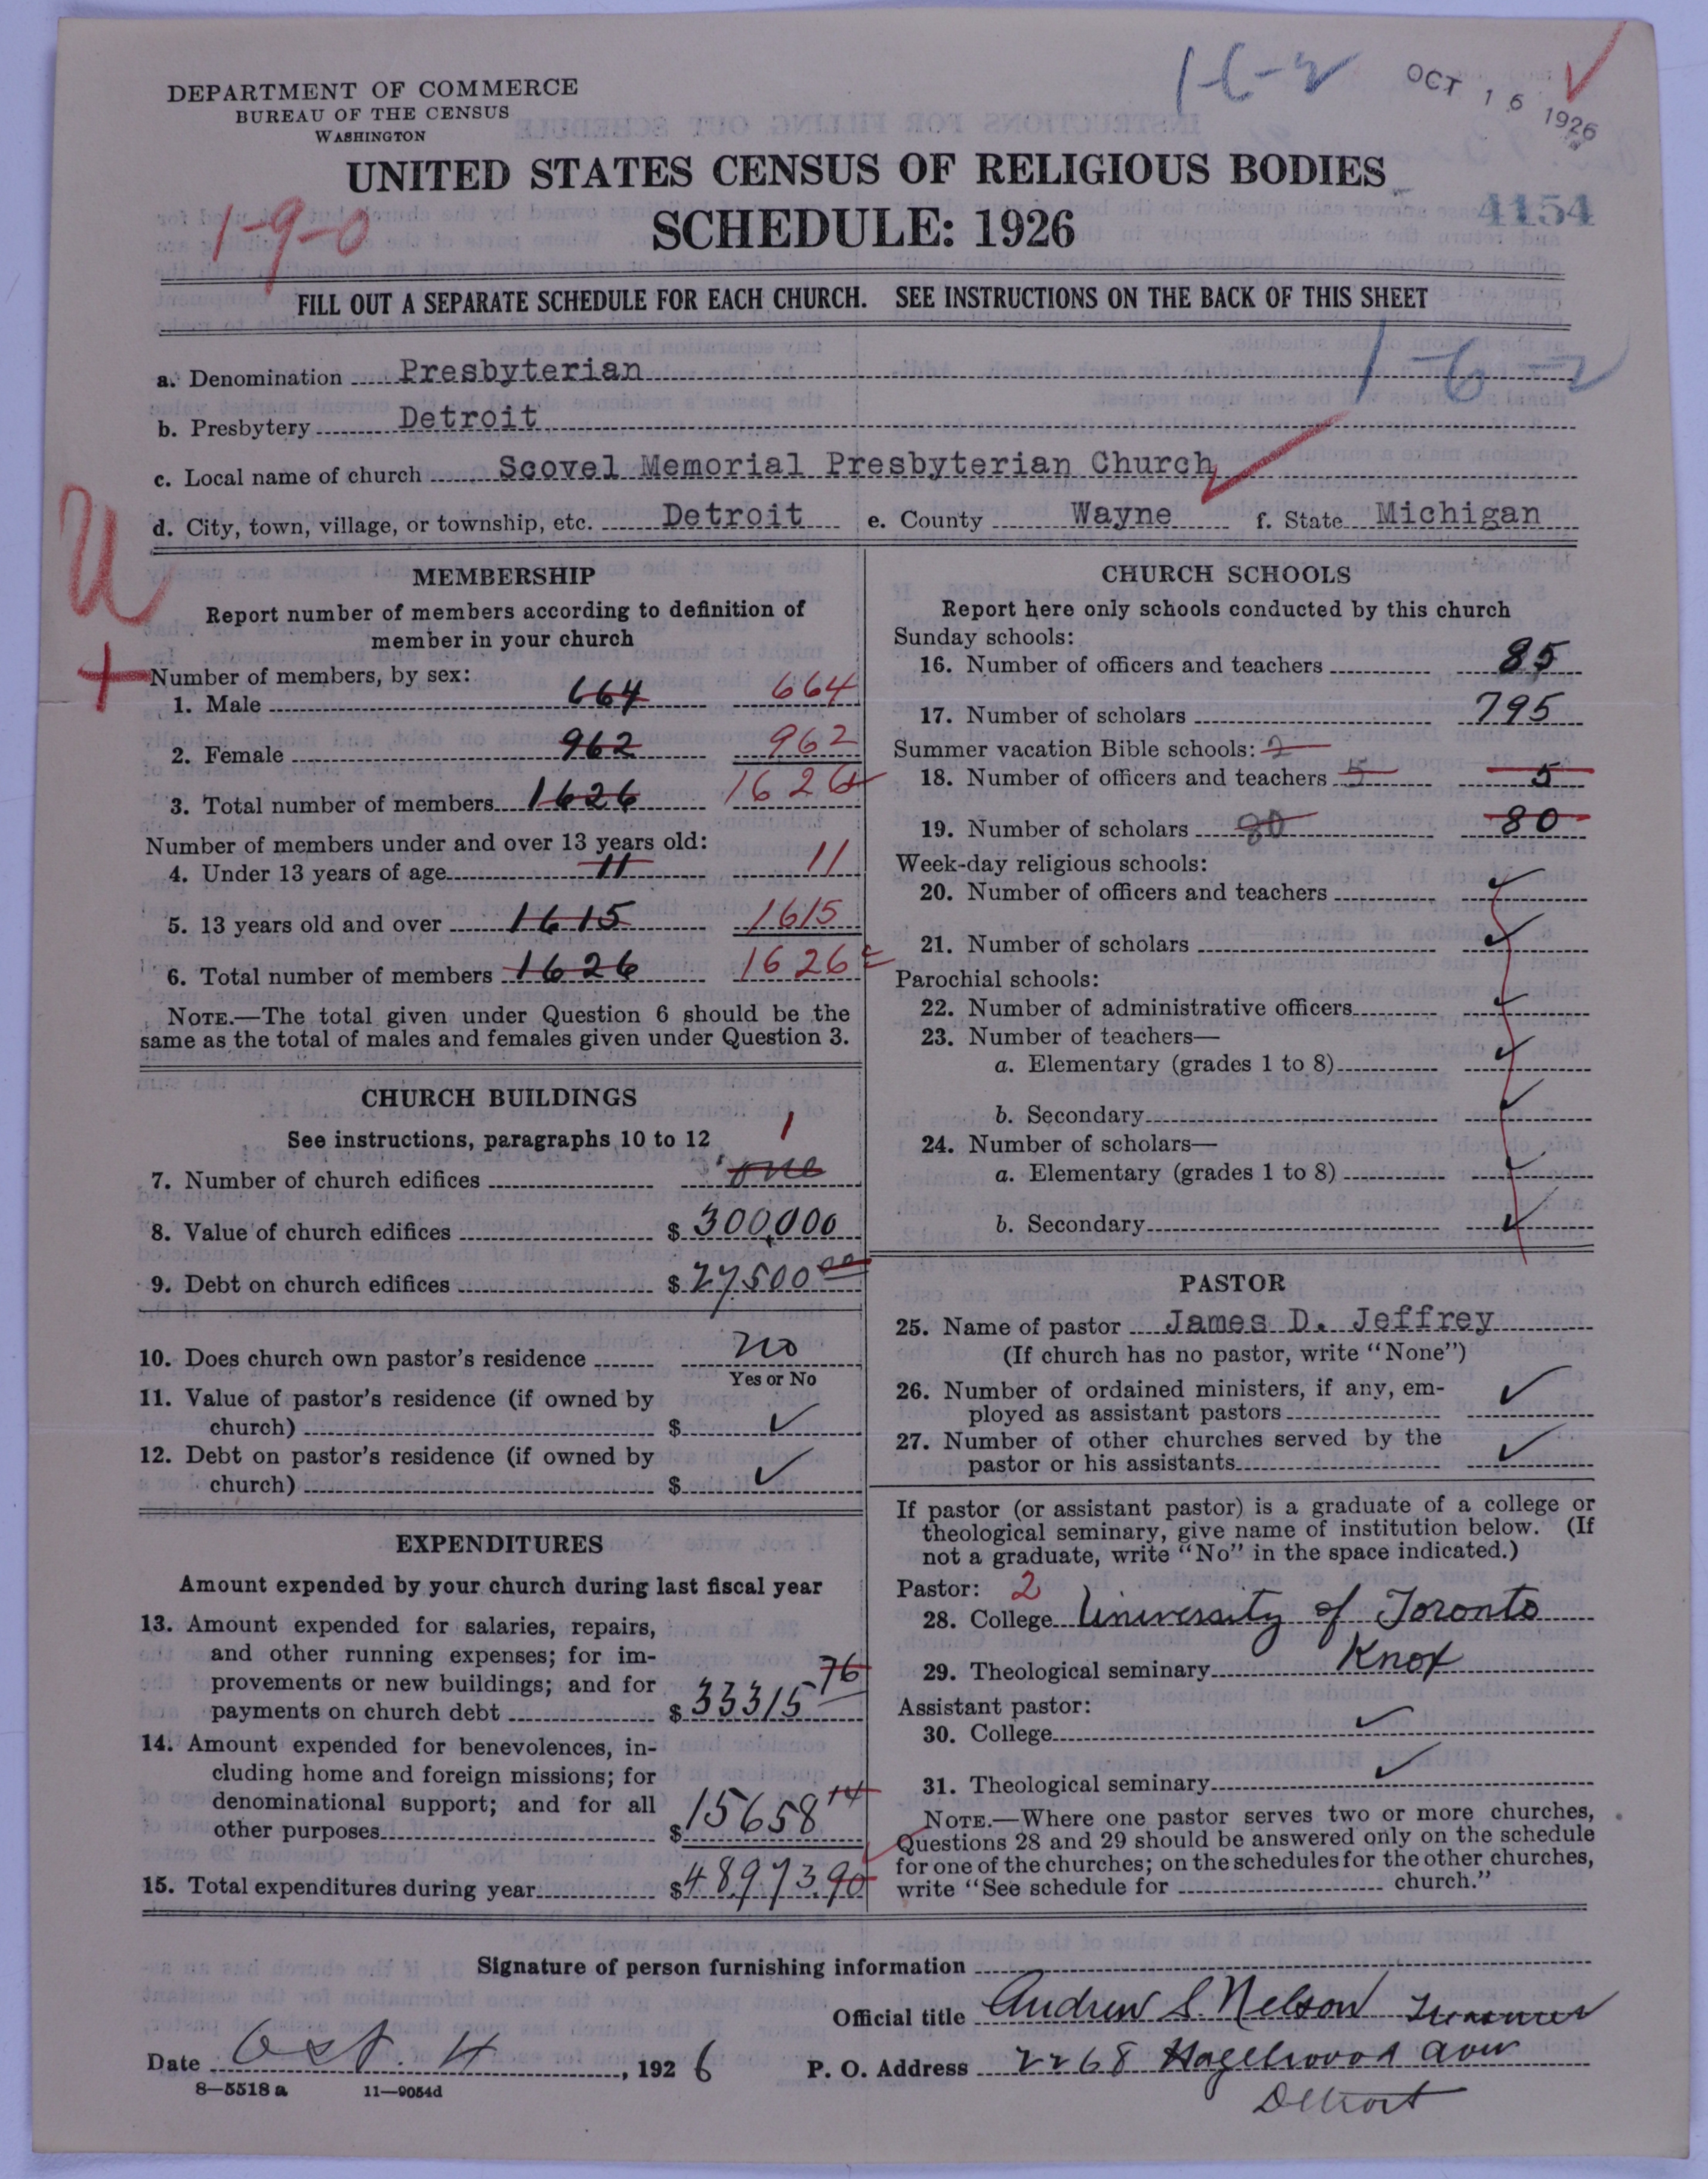 1-6-2
OCT 16 1926
DEPARTMENT OF COMMERCE
BUREAU OF THE CENSUS
WASHINGTON
UNITED STATES CENSUS OF RELIGIOUS BODIES
4154
1-9-0
SCHEDULE: 1926
FILL OUT A SEPARATE SCHEDULE FOR EACH CHURCH. SEE INSTRUCTIONS ON THE BACK OF THIS SHEET
1-6-2
a. Denomination Presbyterian
b. Presbytery Detroit
c. Local name of church Scovel Memorial Presbyterian Church
d. City, town, village, or township, etc. Detroit e. County Wayne f. State Michigan
U
+
MEMBERSHIP
Report number of members according to definition of
member in your church
Number of members, by sex:
1. Male 664 664
2. Female 962 962
3. Total number of members 1626 1626
Number of members under and over 13 years old:
4. Under 13 years of age 11 11
5. 13 years old and over 1615 1615
6. Total number of members 1626 1626
NOTE.—The total given under Question 6 should be the
same as the total of males and females given under Question 3.
CHURCH BUILDINGS
See instructions, paragraphs 10 to 12 1
7. Number of church edifices one
8. Value of church edifices $ 300,000
9. Debt on church edifices $ 27500 00
10. Does church own pastor's residence no
Yes or No
11. Value of pastor's residence (if owned by
church) $ ✓
12. Debt on pastor's residence (if owned by
church) $ ✓
EXPENDITURES
Amount expended by your church during last fiscal year
13. Amount expended for salaries, repairs,
and other running expenses; for im-
provements or new buildings; and for
payments on church debt $ 33315 76
14. Amount expended for benevolences, in-
cluding home and foreign missions; for
denominational support; and for all
other purposes $ 15658 14
15. Total expenditures during year $ 48973.90
CHURCH SCHOOLS
Report here only schools conducted by this church
Sunday schools:
16. Number of officers and teachers 85
17. Number of scholars 795
Summer vacation Bible schools: 2
18. Number of officers and teachers 5 5
19. Number of scholars 80 80
Week-day religious schools:
20. Number of officers and teachers ✓
21. Number of scholars ✓
Parochial schools:
22. Number of administrative officers ✓
23. Number of teachers—
a. Elementary (grades 1 to 8) ✓
b. Secondary ✓
24. Number of scholars—
a. Elementary (grades 1 to 8) ✓
b. Secondary ✓
PASTOR
25. Name of pastor James D. Jeffrey
(If church has no pastor, write "None")
26. Number of ordained ministers, if any, em-
ployed as assistant pastors ✓
27. Number of other churches served by the
pastor or his assistants ✓
If pastor (or assistant pastor) is a graduate of a college or
theological seminary, give name of institution below. (If
not a graduate, write "No" in the space indicated.)
Pastor: 2
28. College University of Toronto
29. Theological seminary Knox
Assistant pastor:
30. College ✓
31. Theological seminary ✓
NOTE.—Where one pastor serves two or more churches,
Questions 28 and 29 should be answered only on the schedule
for one of the churches; on the schedules for the other churches,
write "See schedule for church."
Signature of person furnishing information
Official title Andrew S. Nelson Treasurer
Date Oct. 4, 1926 P. O. Address 2268 Hazelwood ave
Detroit
8—5518a 11—9054d